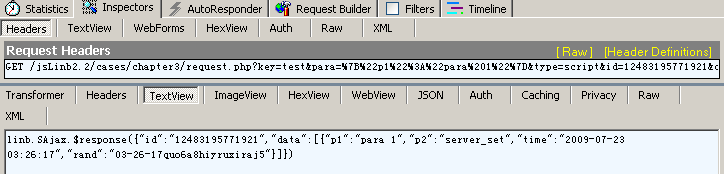 Statistics Inspectors AutoResponder Request Builder Filters Timeline
Headers TextView WebForms HexView Auth Raw XML
Request Headers [ Raw ] [Header Definitions]
GET /jsLinb2.2/cases/chapter3/request.php?key=test&para=%7B%22p1%22%3A%22para%201%22%7D&type=script&id=12483195771921&c
Transformer Headers TextView ImageView HexView WebView JSON Auth Caching Privacy Raw
XML
linb.SAjax.$response({"id":"12483195771921","data":[{"p1":"para 1","p2":"server_set","time":"2009-07-23
03:26:17","rand":"03-26-17quo6a8hiyruxiraj5"}]})